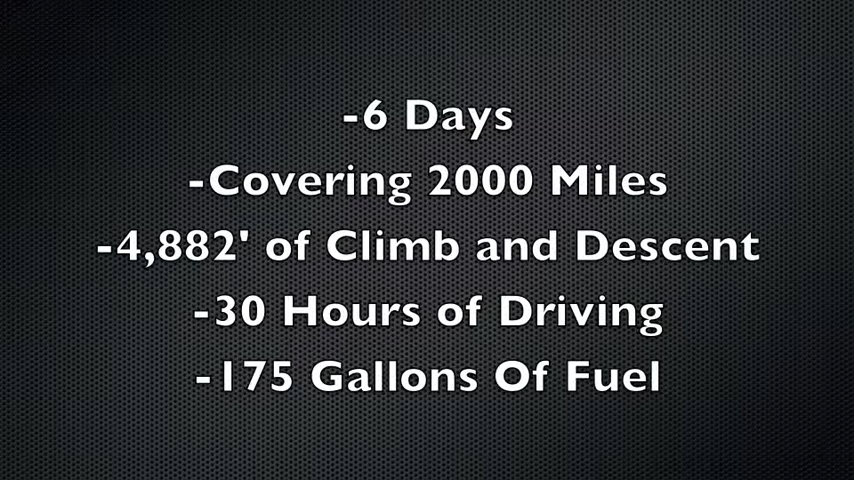 -6 Days
-Covering 2000 Miles
-4,882' of Climb and Descent
-30 Hours of Driving
-175 Gallons Of Fuel